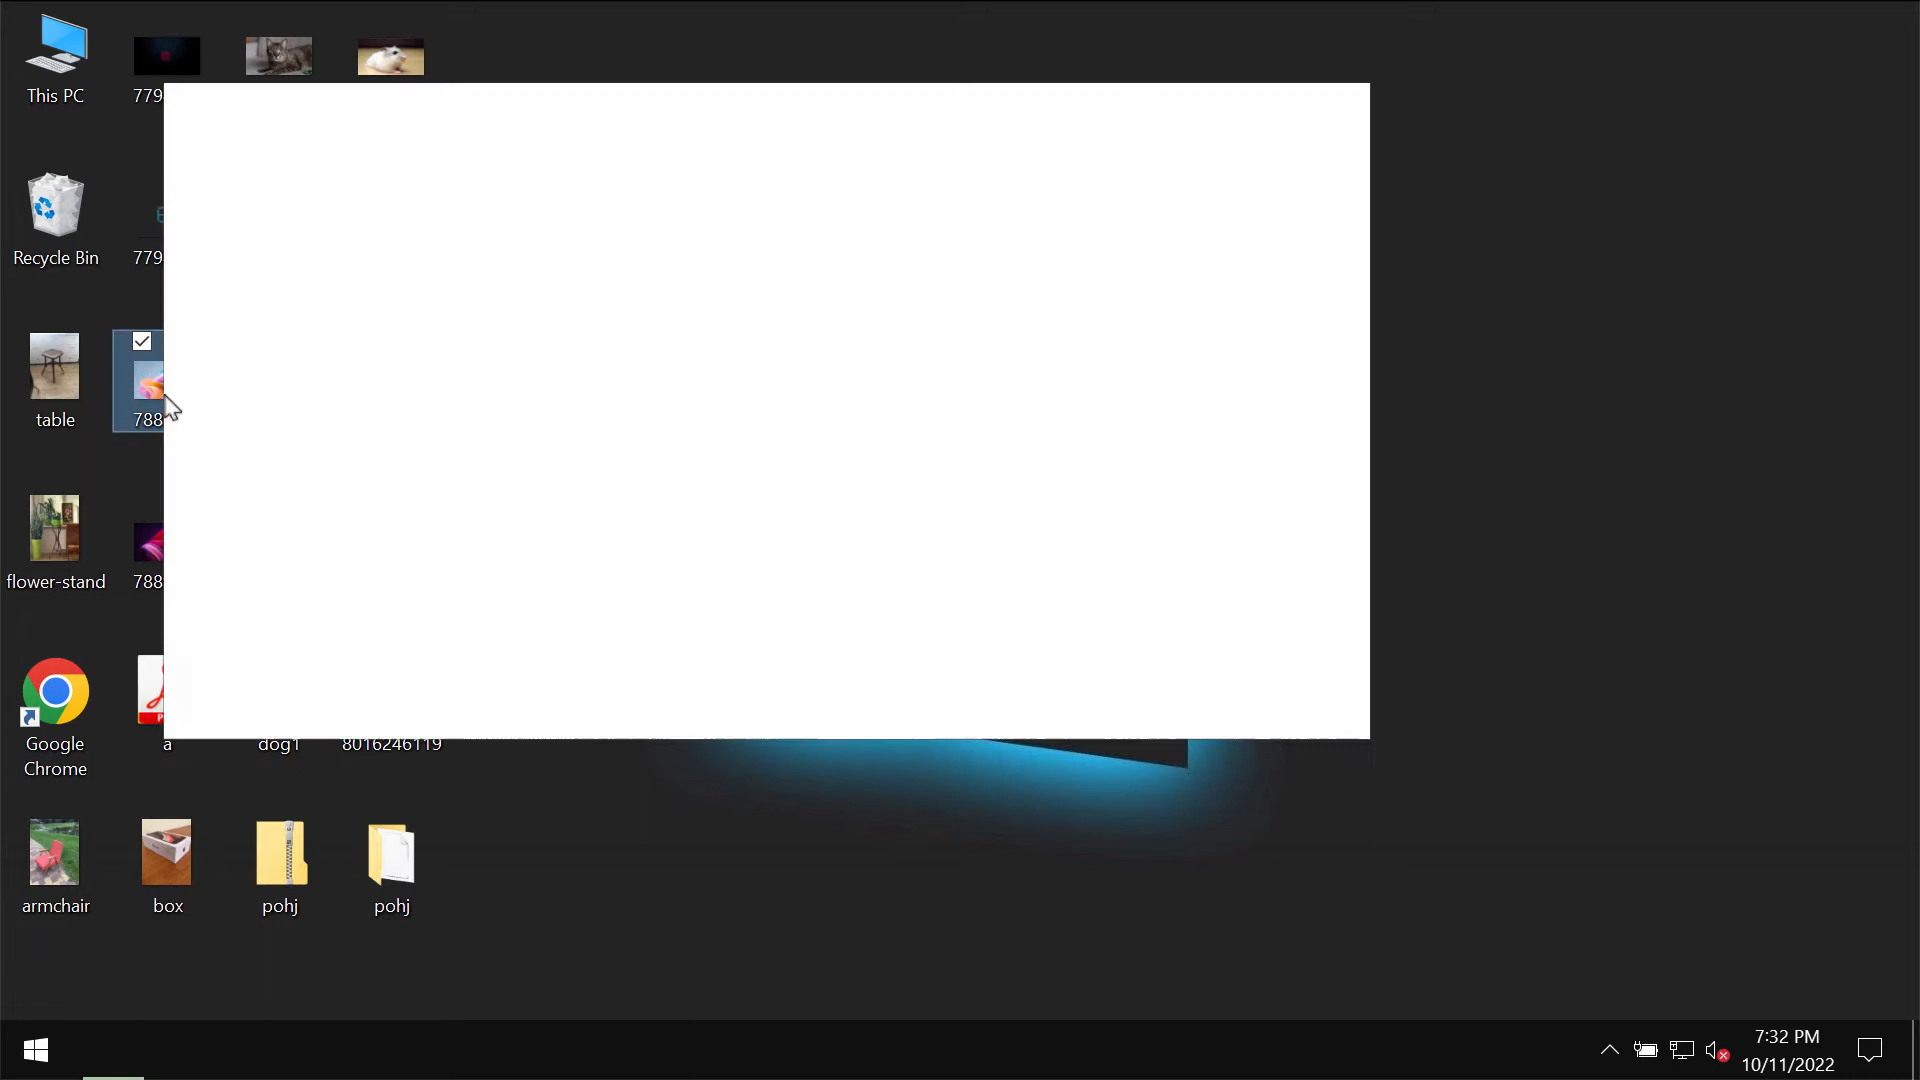 This PC
779
Recycle Bin
779
table
788
flower-stand
788
Google
Chrome
a
dog1
8016246119
armchair
box
pohj
pohj
7:32 PM
10/11/2022